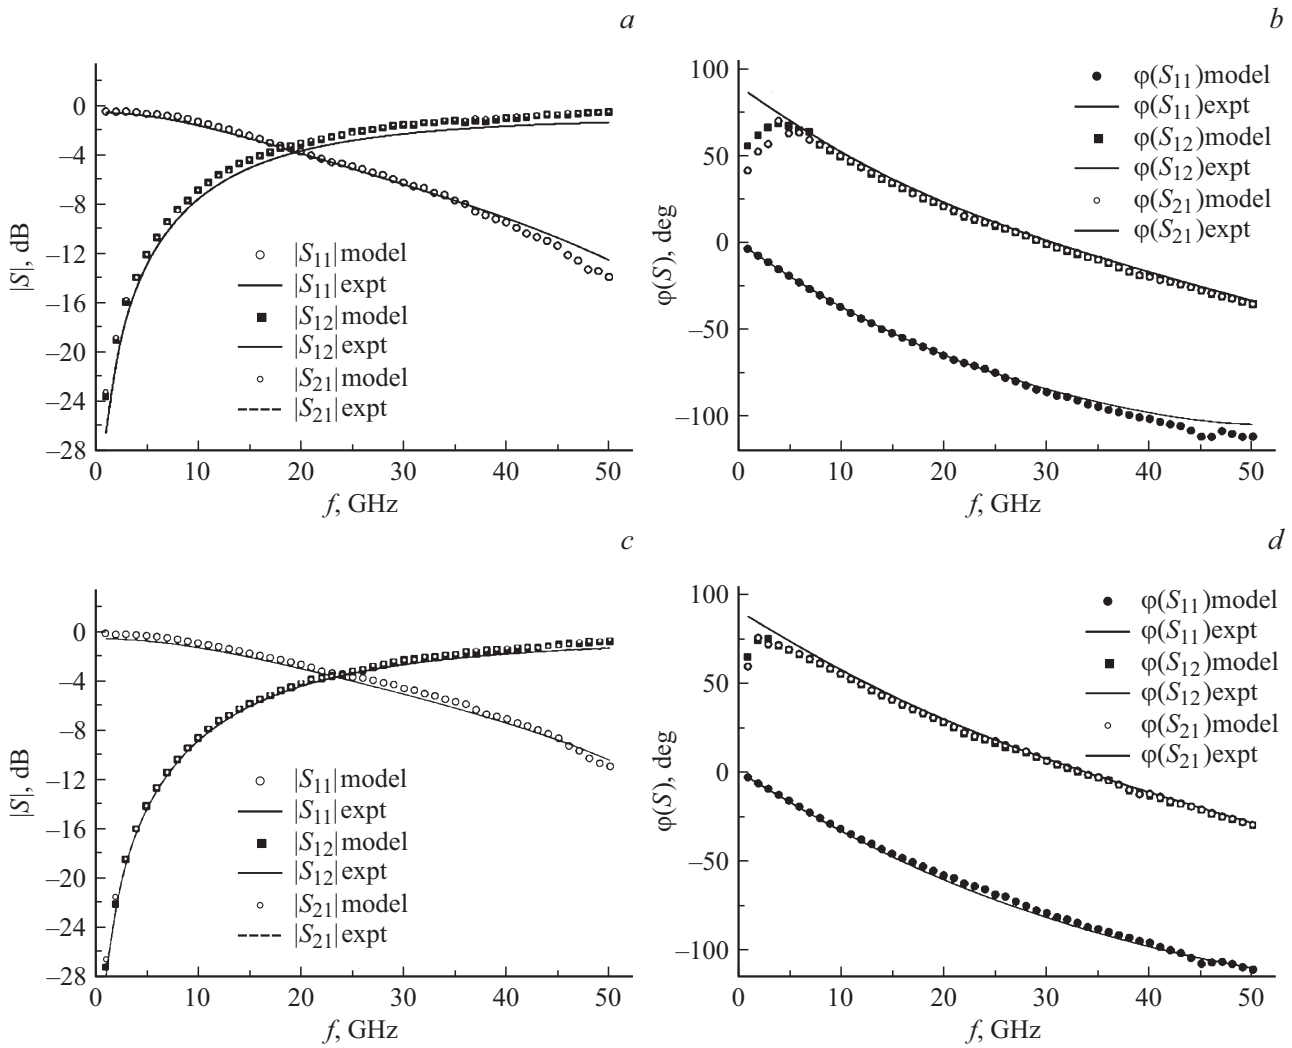 a
0
–4
–8
–12
–16
–20
–24
–28
|S|, dB
|S11| model
|S11| expt
|S12| model
|S12| expt
|S21| model
|S21| expt
0 10 20 30 40 50
f, GHz
b
100
50
0
–50
–100
φ(S), deg
φ(S11)model
φ(S11)expt
φ(S12)model
φ(S12)expt
φ(S21)model
φ(S21)expt
0 10 20 30 40 50
f, GHz
c
0
–4
–8
–12
–16
–20
–24
–28
|S|, dB
|S11| model
|S11| expt
|S12| model
|S12| expt
|S21| model
|S21| expt
0 10 20 30 40 50
f, GHz
d
100
50
0
–50
–100
φ(S), deg
φ(S11)model
φ(S11)expt
φ(S12)model
φ(S12)expt
φ(S21)model
φ(S21)expt
0 10 20 30 40 50
f, GHz